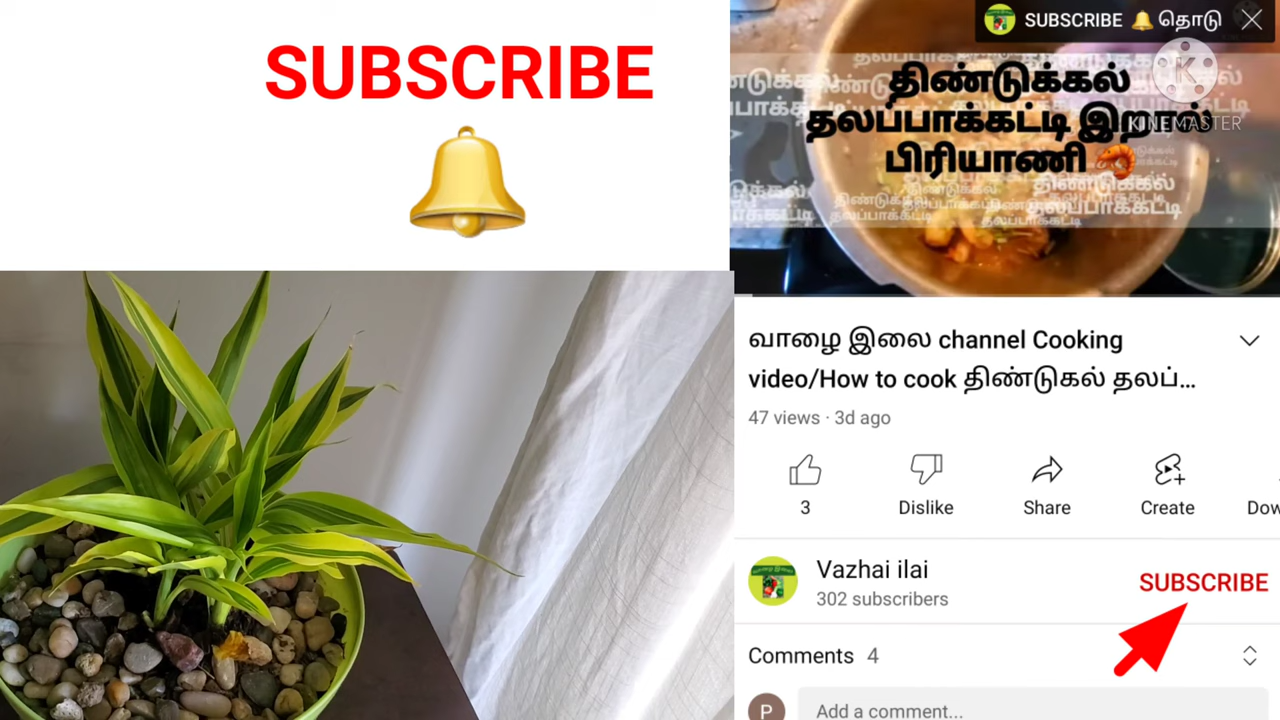 SUBSCRIBE
SUBSCRIBE 🔔 தொடு
திண்டுக்கல்
தலப்பாக்கட்டி இறால்
பிரியாணி 🦐
KINEMASTER
வாழை இலை channel Cooking
video/How to cook திண்டுகல் தலப்...
47 views · 3d ago
3
Dislike
Share
Create
Dow
Vazhai ilai
302 subscribers
SUBSCRIBE
Comments 4
P
Add a comment...